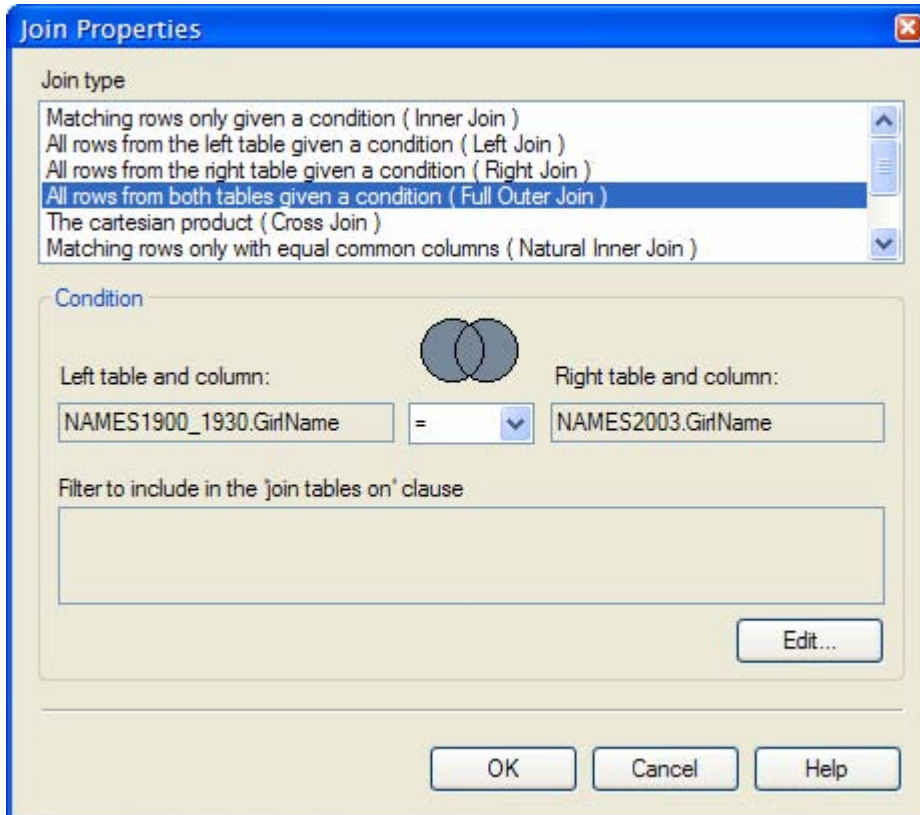 Join Properties
Join type
Matching rows only given a condition ( Inner Join )
All rows from the left table given a condition ( Left Join )
All rows from the right table given a condition ( Right Join )
All rows from both tables given a condition ( Full Outer Join )
The cartesian product ( Cross Join )
Matching rows only with equal common columns ( Natural Inner Join )
Condition
Left table and column:
Right table and column:
NAMES1900_1930.GirlName
=
NAMES2003.GirlName
Filter to include in the 'join tables on' clause
Edit...
OK
Cancel
Help